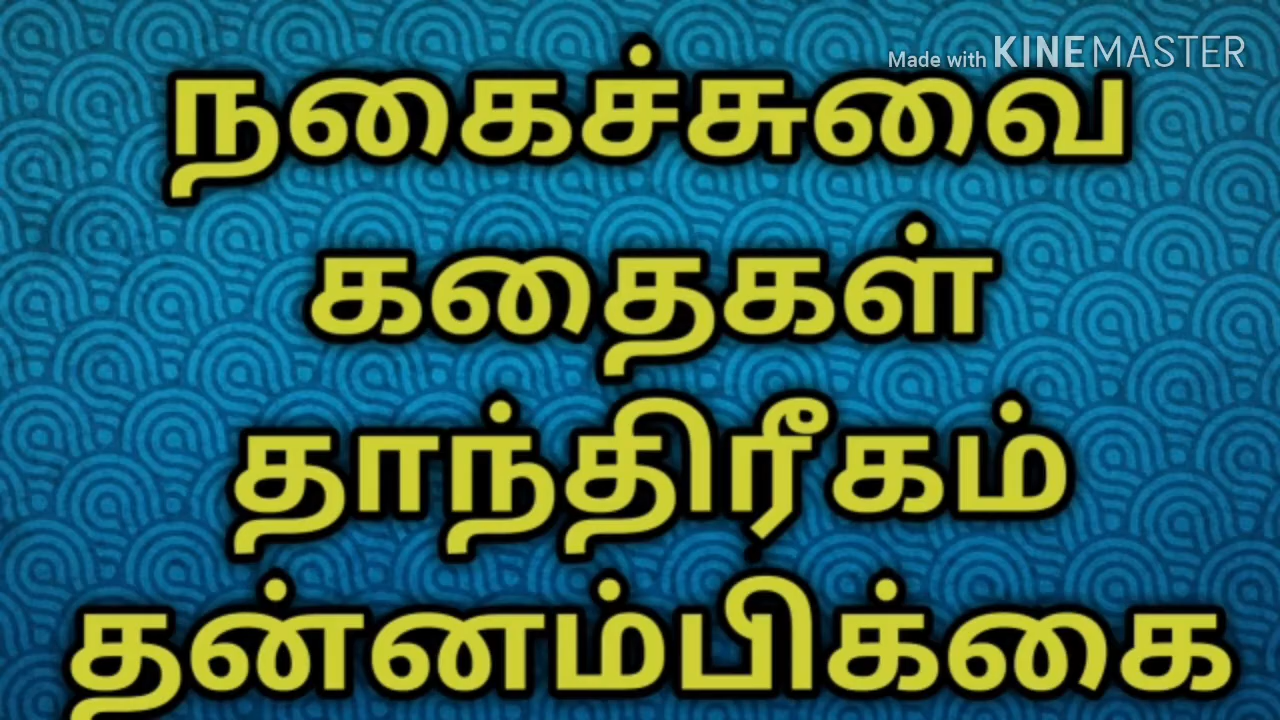 Made with KINEMASTER
நகைச்சுவை
கதைகள்
தாந்திரீகம்
தன்னம்பிக்கை